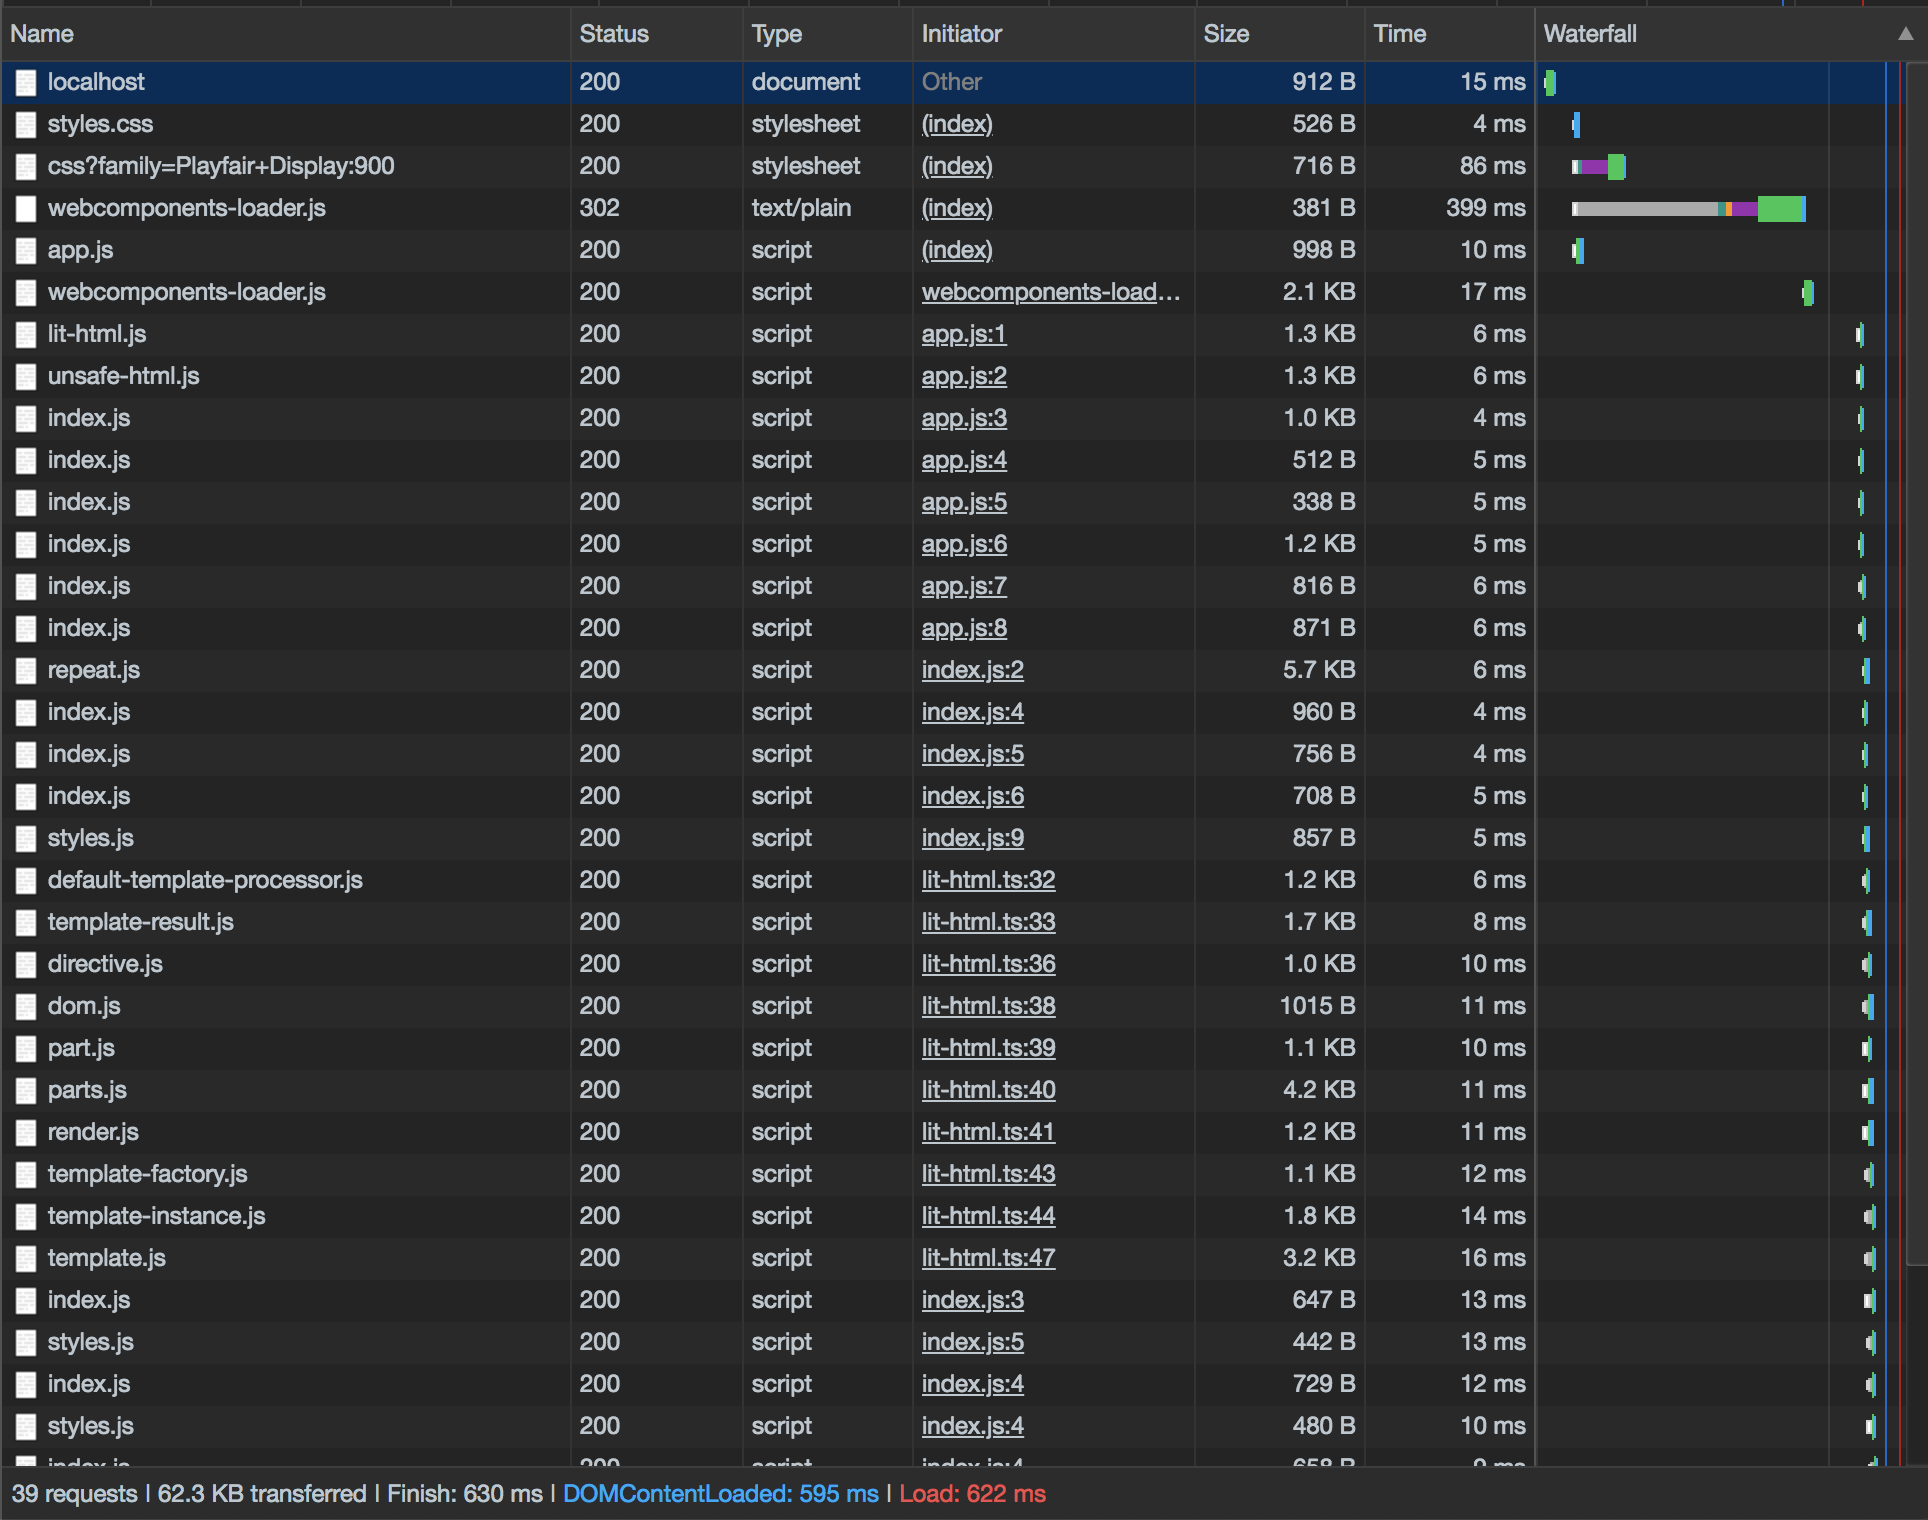 Name Status Type Initiator Size Time Waterfall
localhost 200 document Other 912 B 15 ms
styles.css 200 stylesheet (index) 526 B 4 ms
css?family=Playfair+Display:900 200 stylesheet (index) 716 B 86 ms
webcomponents-loader.js 302 text/plain (index) 381 B 399 ms
app.js 200 script (index) 998 B 10 ms
webcomponents-loader.js 200 script webcomponents-load… 2.1 KB 17 ms
lit-html.js 200 script app.js:1 1.3 KB 6 ms
unsafe-html.js 200 script app.js:2 1.3 KB 6 ms
index.js 200 script app.js:3 1.0 KB 4 ms
index.js 200 script app.js:4 512 B 5 ms
index.js 200 script app.js:5 338 B 5 ms
index.js 200 script app.js:6 1.2 KB 5 ms
index.js 200 script app.js:7 816 B 6 ms
index.js 200 script app.js:8 871 B 6 ms
repeat.js 200 script index.js:2 5.7 KB 6 ms
index.js 200 script index.js:4 960 B 4 ms
index.js 200 script index.js:5 756 B 4 ms
index.js 200 script index.js:6 708 B 5 ms
styles.js 200 script index.js:9 857 B 5 ms
default-template-processor.js 200 script lit-html.ts:32 1.2 KB 6 ms
template-result.js 200 script lit-html.ts:33 1.7 KB 8 ms
directive.js 200 script lit-html.ts:36 1.0 KB 10 ms
dom.js 200 script lit-html.ts:38 1015 B 11 ms
part.js 200 script lit-html.ts:39 1.1 KB 10 ms
parts.js 200 script lit-html.ts:40 4.2 KB 11 ms
render.js 200 script lit-html.ts:41 1.2 KB 11 ms
template-factory.js 200 script lit-html.ts:43 1.1 KB 12 ms
template-instance.js 200 script lit-html.ts:44 1.8 KB 14 ms
template.js 200 script lit-html.ts:47 3.2 KB 16 ms
index.js 200 script index.js:3 647 B 13 ms
styles.js 200 script index.js:5 442 B 13 ms
index.js 200 script index.js:4 729 B 12 ms
styles.js 200 script index.js:4 480 B 10 ms
index.js 200 script index.js:4
39 requests | 62.3 KB transferred | Finish: 630 ms | DOMContentLoaded: 595 ms | Load: 622 ms